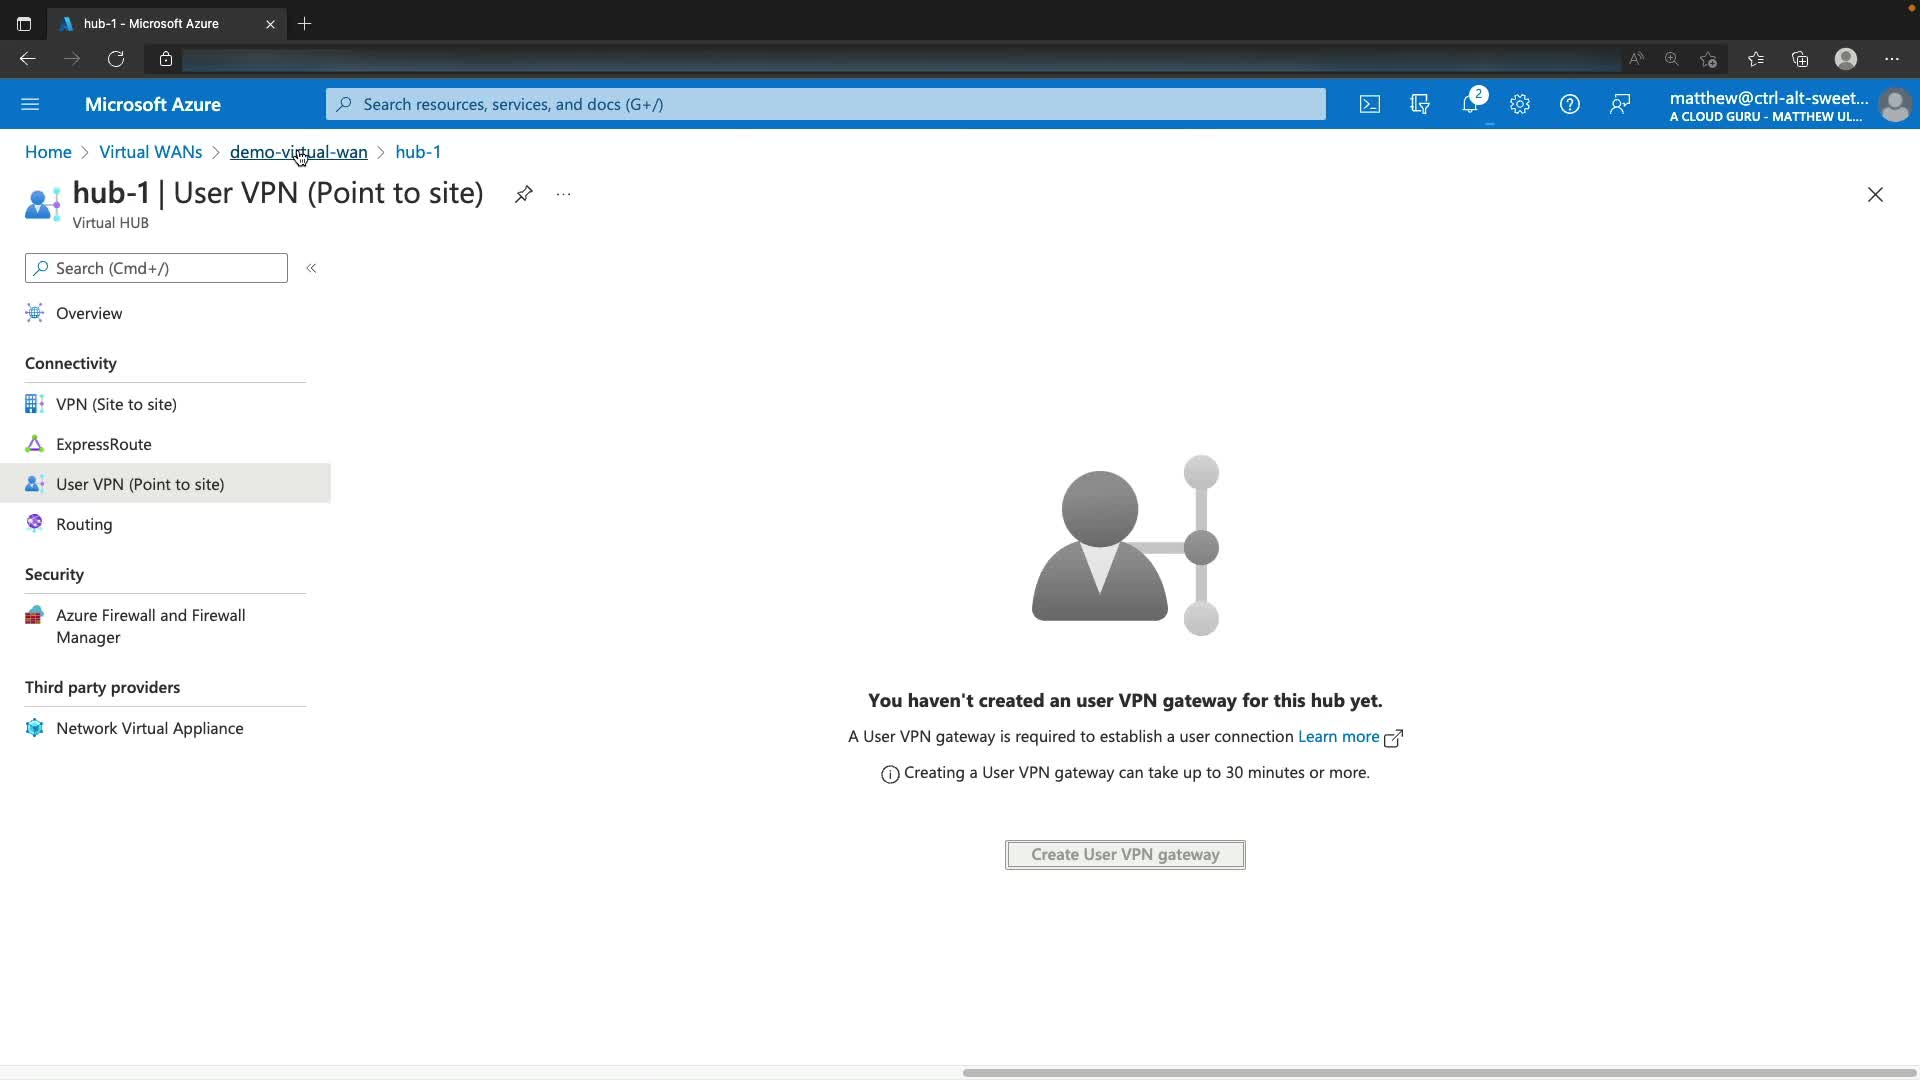 hub-1 - Microsoft Azure
Microsoft Azure
Search resources, services, and docs (G+/)
2
matthew@ctrl-alt-sweet...
A CLOUD GURU - MATTHEW UL...
Home > Virtual WANs > demo-virtual-wan > hub-1
hub-1 | User VPN (Point to site)
Virtual HUB
Search (Cmd+/)
Overview
Connectivity
VPN (Site to site)
ExpressRoute
User VPN (Point to site)
Routing
Security
Azure Firewall and Firewall
Manager
Third party providers
Network Virtual Appliance
You haven't created an user VPN gateway for this hub yet.
A User VPN gateway is required to establish a user connection Learn more
Creating a User VPN gateway can take up to 30 minutes or more.
Create User VPN gateway